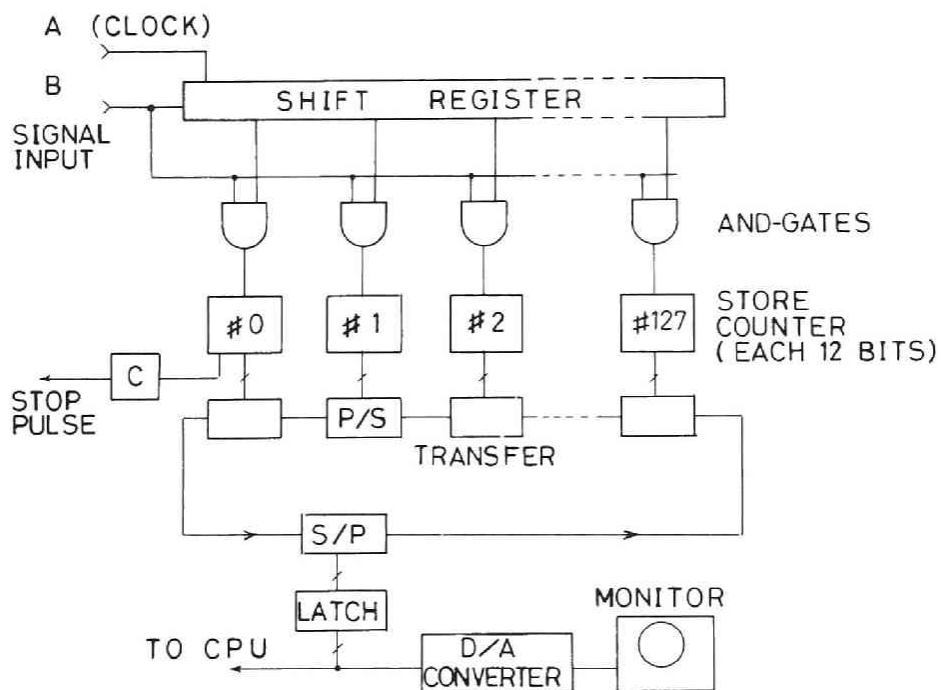 A (CLOCK)
B
SIGNAL
INPUT
SHIFT REGISTER
AND-GATES
#0
#1
#2
#127
STORE
COUNTER
(EACH 12 BITS)
C
STOP
PULSE
P/S
TRANSFER
S/P
LATCH
MONITOR
TO CPU
D/A
CONVERTER